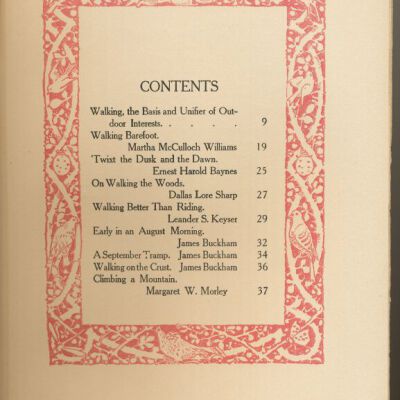 CONTENTS
Walking, the Basis and Unifier of Out-
door Interests. . . . . 9
Walking Barefoot.
Martha McCulloch Williams 19
'Twixt the Dusk and the Dawn.
Ernest Harold Baynes 25
On Walking the Woods.
Dallas Lore Sharp 27
Walking Better Than Riding.
Leander S. Keyser 29
Early in an August Morning.
James Buckham 32
A September Tramp. James Buckham 34
Walking on the Crust. James Buckham 36
Climbing a Mountain.
Margaret W. Morley 37